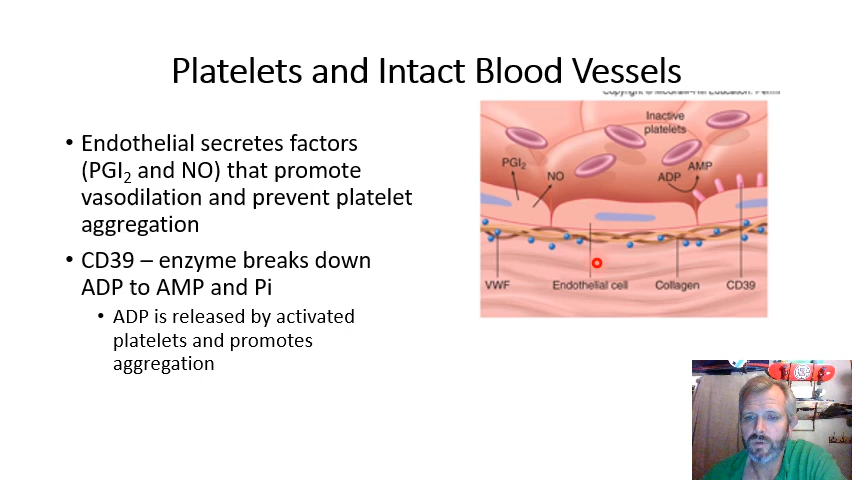 Platelets and Intact Blood Vessels
• Endothelial secretes factors
(PGI₂ and NO) that promote
vasodilation and prevent platelet
aggregation
• CD39 – enzyme breaks down
ADP to AMP and Pi
• ADP is released by activated
platelets and promotes
aggregation
Inactive
platelets
PGI₂
NO
AMP
ADP
VWF
Endothelial cell
Collagen
CD39